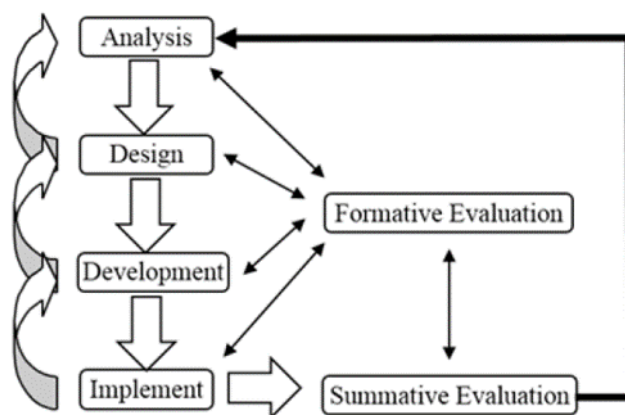 Analysis
Design
Formative Evaluation
Development
Implement
Summative Evaluation